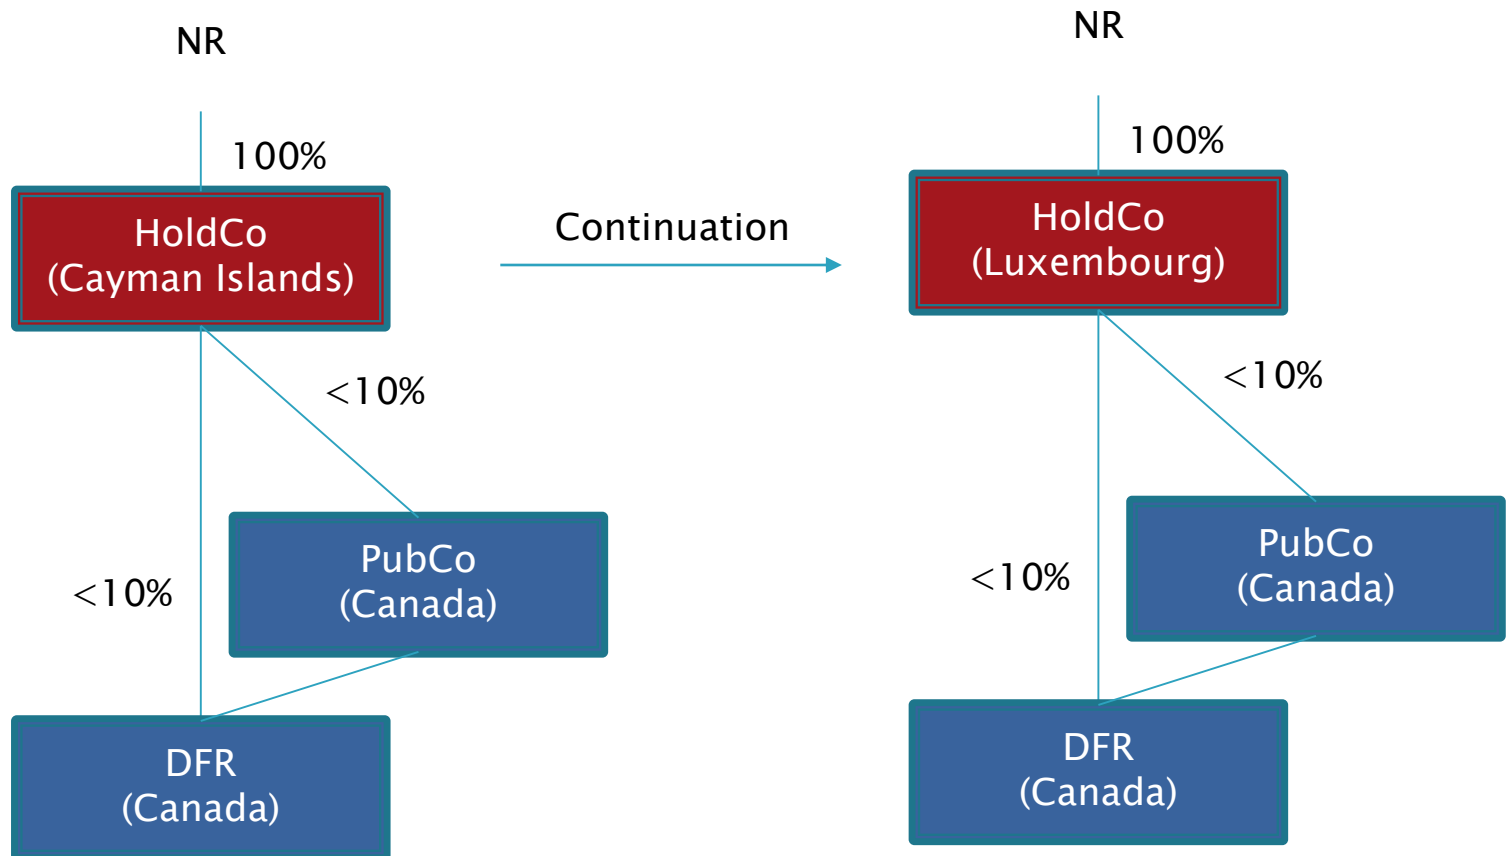 NR
100%
HoldCo
(Cayman Islands)
<10%
<10%
PubCo
(Canada)
DFR
(Canada)
Continuation
NR
100%
HoldCo
(Luxembourg)
<10%
<10%
PubCo
(Canada)
DFR
(Canada)